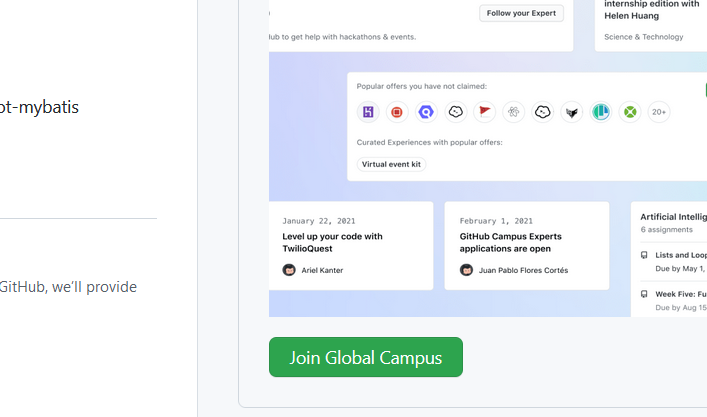 ot-mybatis
GitHub, we'll provide
Follow your Expert
lub to get help with hackathons & events.
internship edition with
Helen Huang
Science & Technology
Popular offers you have not claimed:
20+
Curated Experiences with popular offers:
Virtual event kit
January 22, 2021
Level up your code with
TwilioQuest
Ariel Kanter
February 1, 2021
GitHub Campus Experts
applications are open
Juan Pablo Flores Cortés
Artificial Intellig
6 assignments
Lists and Loop
Due by May 1,
Week Five: Fu
Due by Aug 15
Join Global Campus